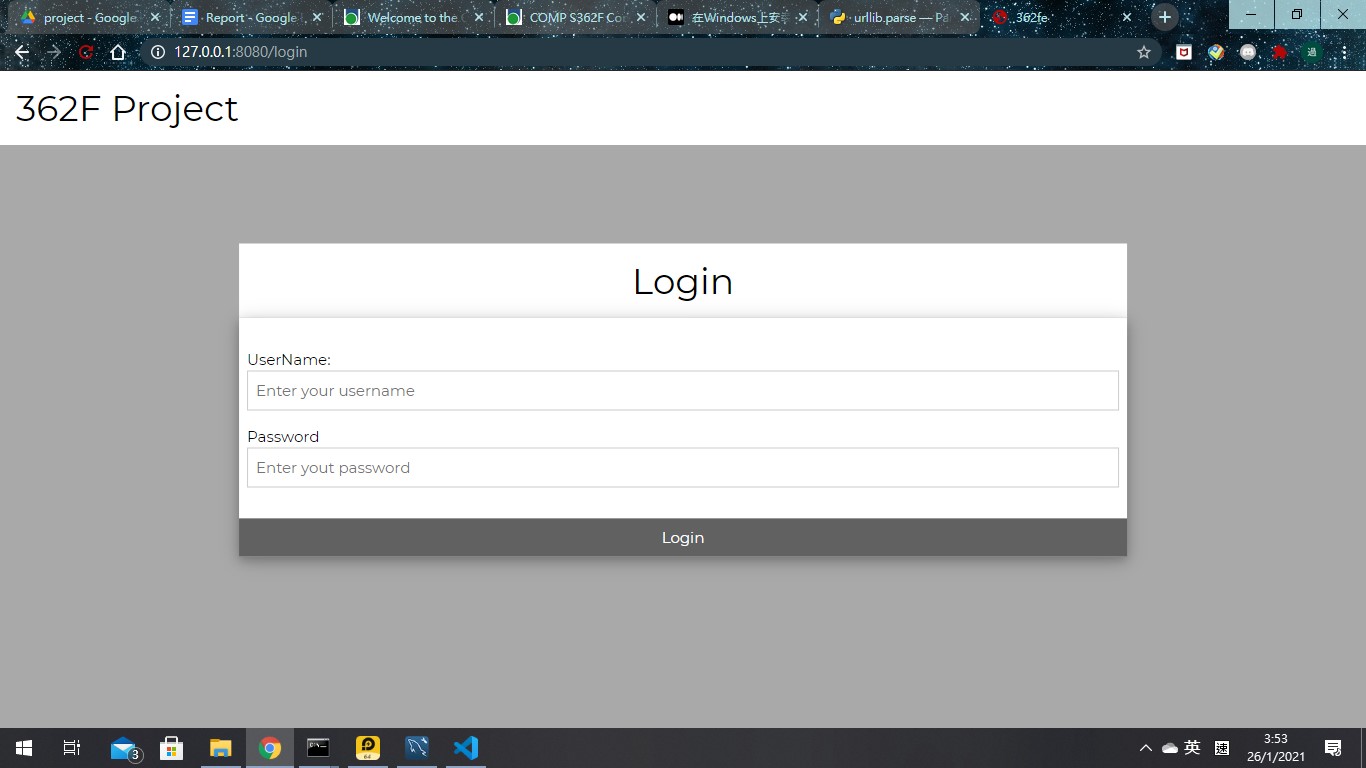 project - Google
Report - Google
Welcome to the
COMP S362F Co
在Windows上安
urllib.parse — P
362fe
127.0.0.1:8080/login
過
362F Project
Login
UserName:
Enter your username
Password
Enter yout password
Login
3
英
速
3:53
26/1/2021